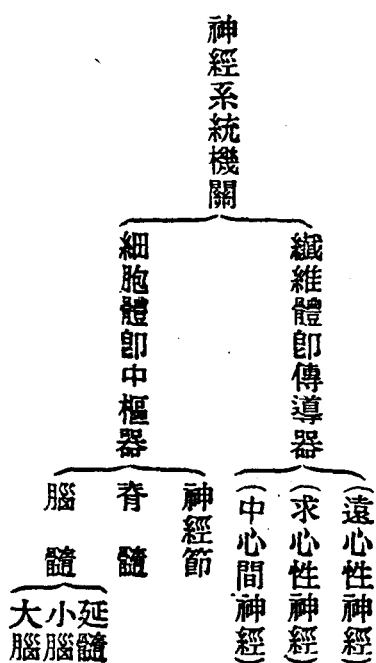 神經系統機關
纖維體卽傳導器
(遠心性神經(
(求心性神經(
(中心間神經(
細胞體卽中樞器
神經節
脊髓
腦髓
延髓
小腦
大腦